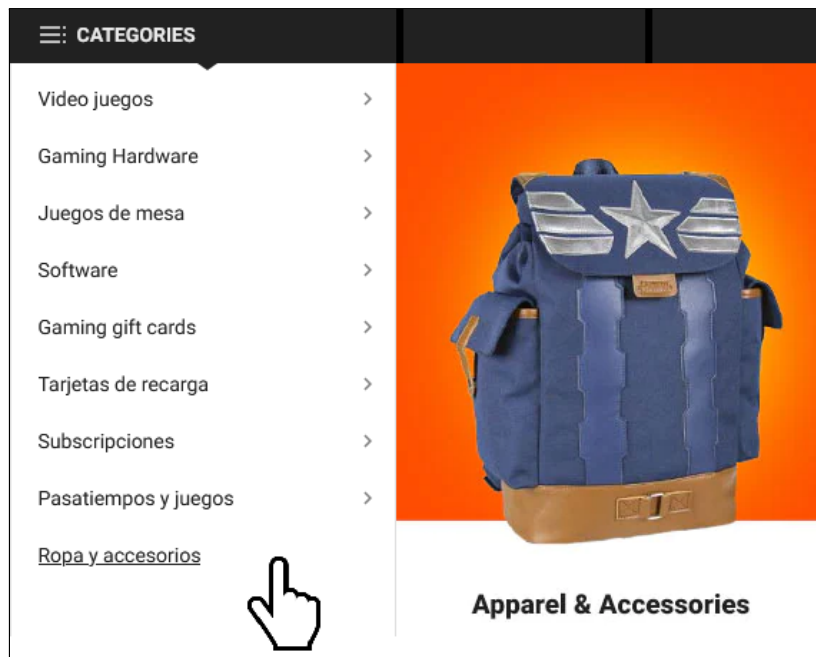 CATEGORIES
Video juegos
Gaming Hardware
Juegos de mesa
Software
Gaming gift cards
Tarjetas de recarga
Subscripciones
Pasatiempos y juegos
Ropa y accesorios
Apparel & Accessories